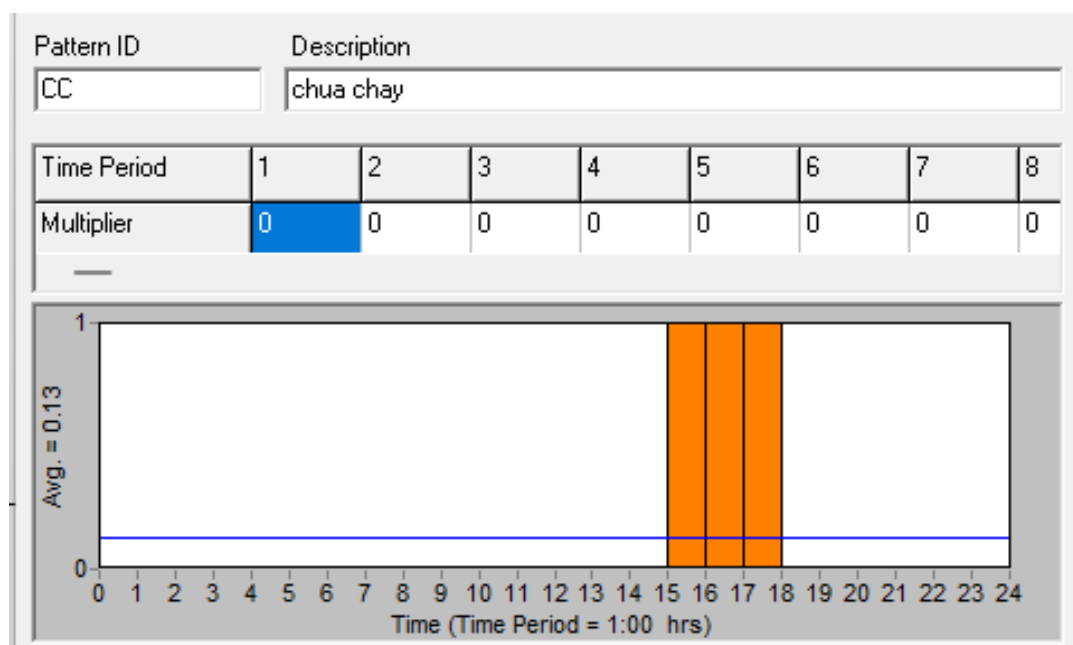 Pattern ID Description
CC chua chay
Time Period 1 2 3 4 5 6 7 8
Multiplier 0 0 0 0 0 0 0 0
1
Avg. = 0.13
0
0 1 2 3 4 5 6 7 8 9 10 11 12 13 14 15 16 17 18 19 20 21 22 23 24
Time (Time Period = 1:00 hrs)